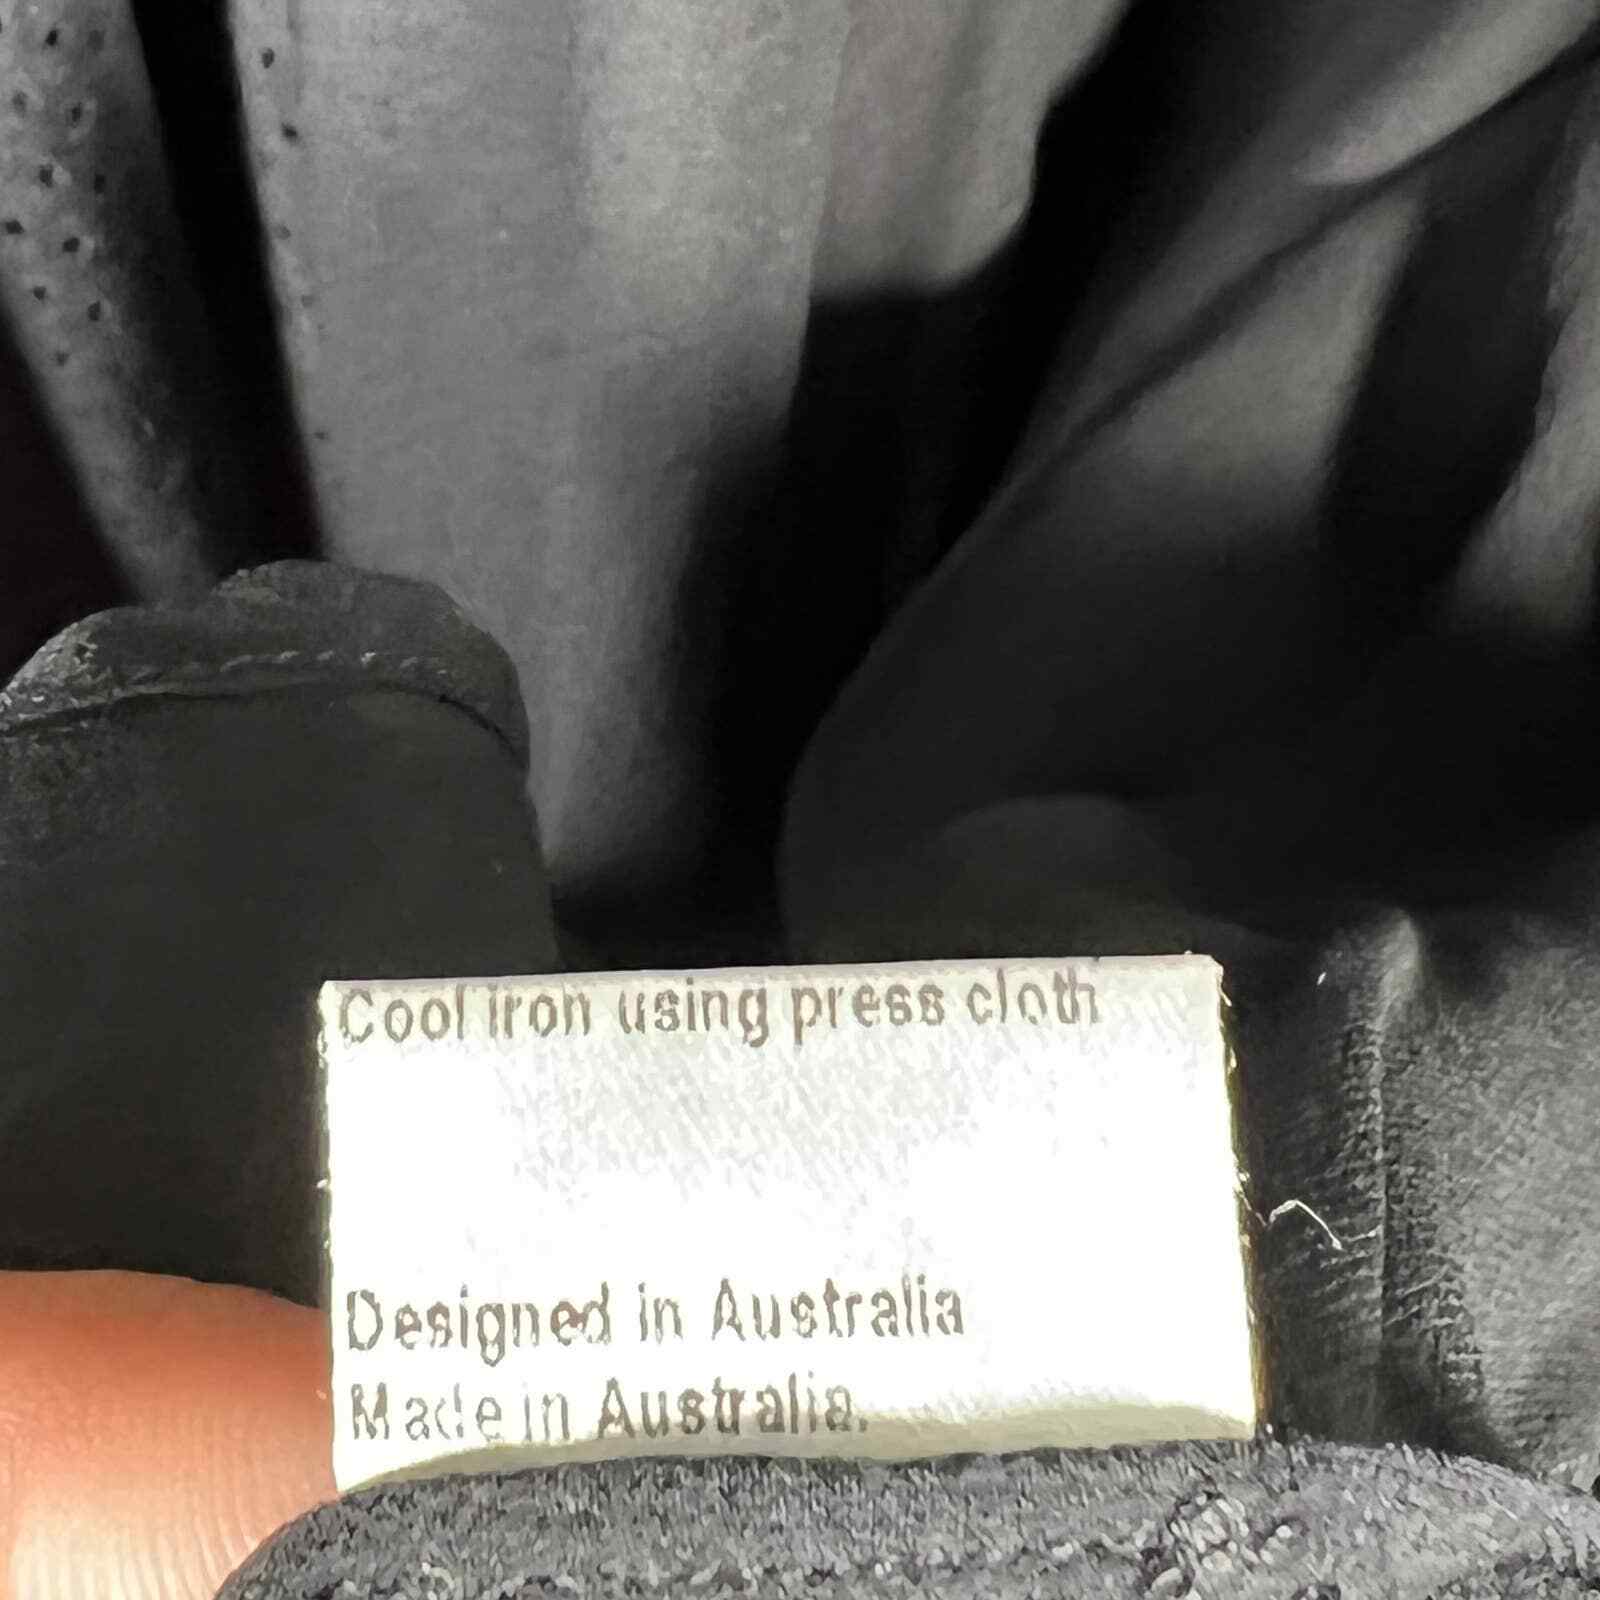 Cool iron using press cloth
Designed in Australia
Made in Australia.